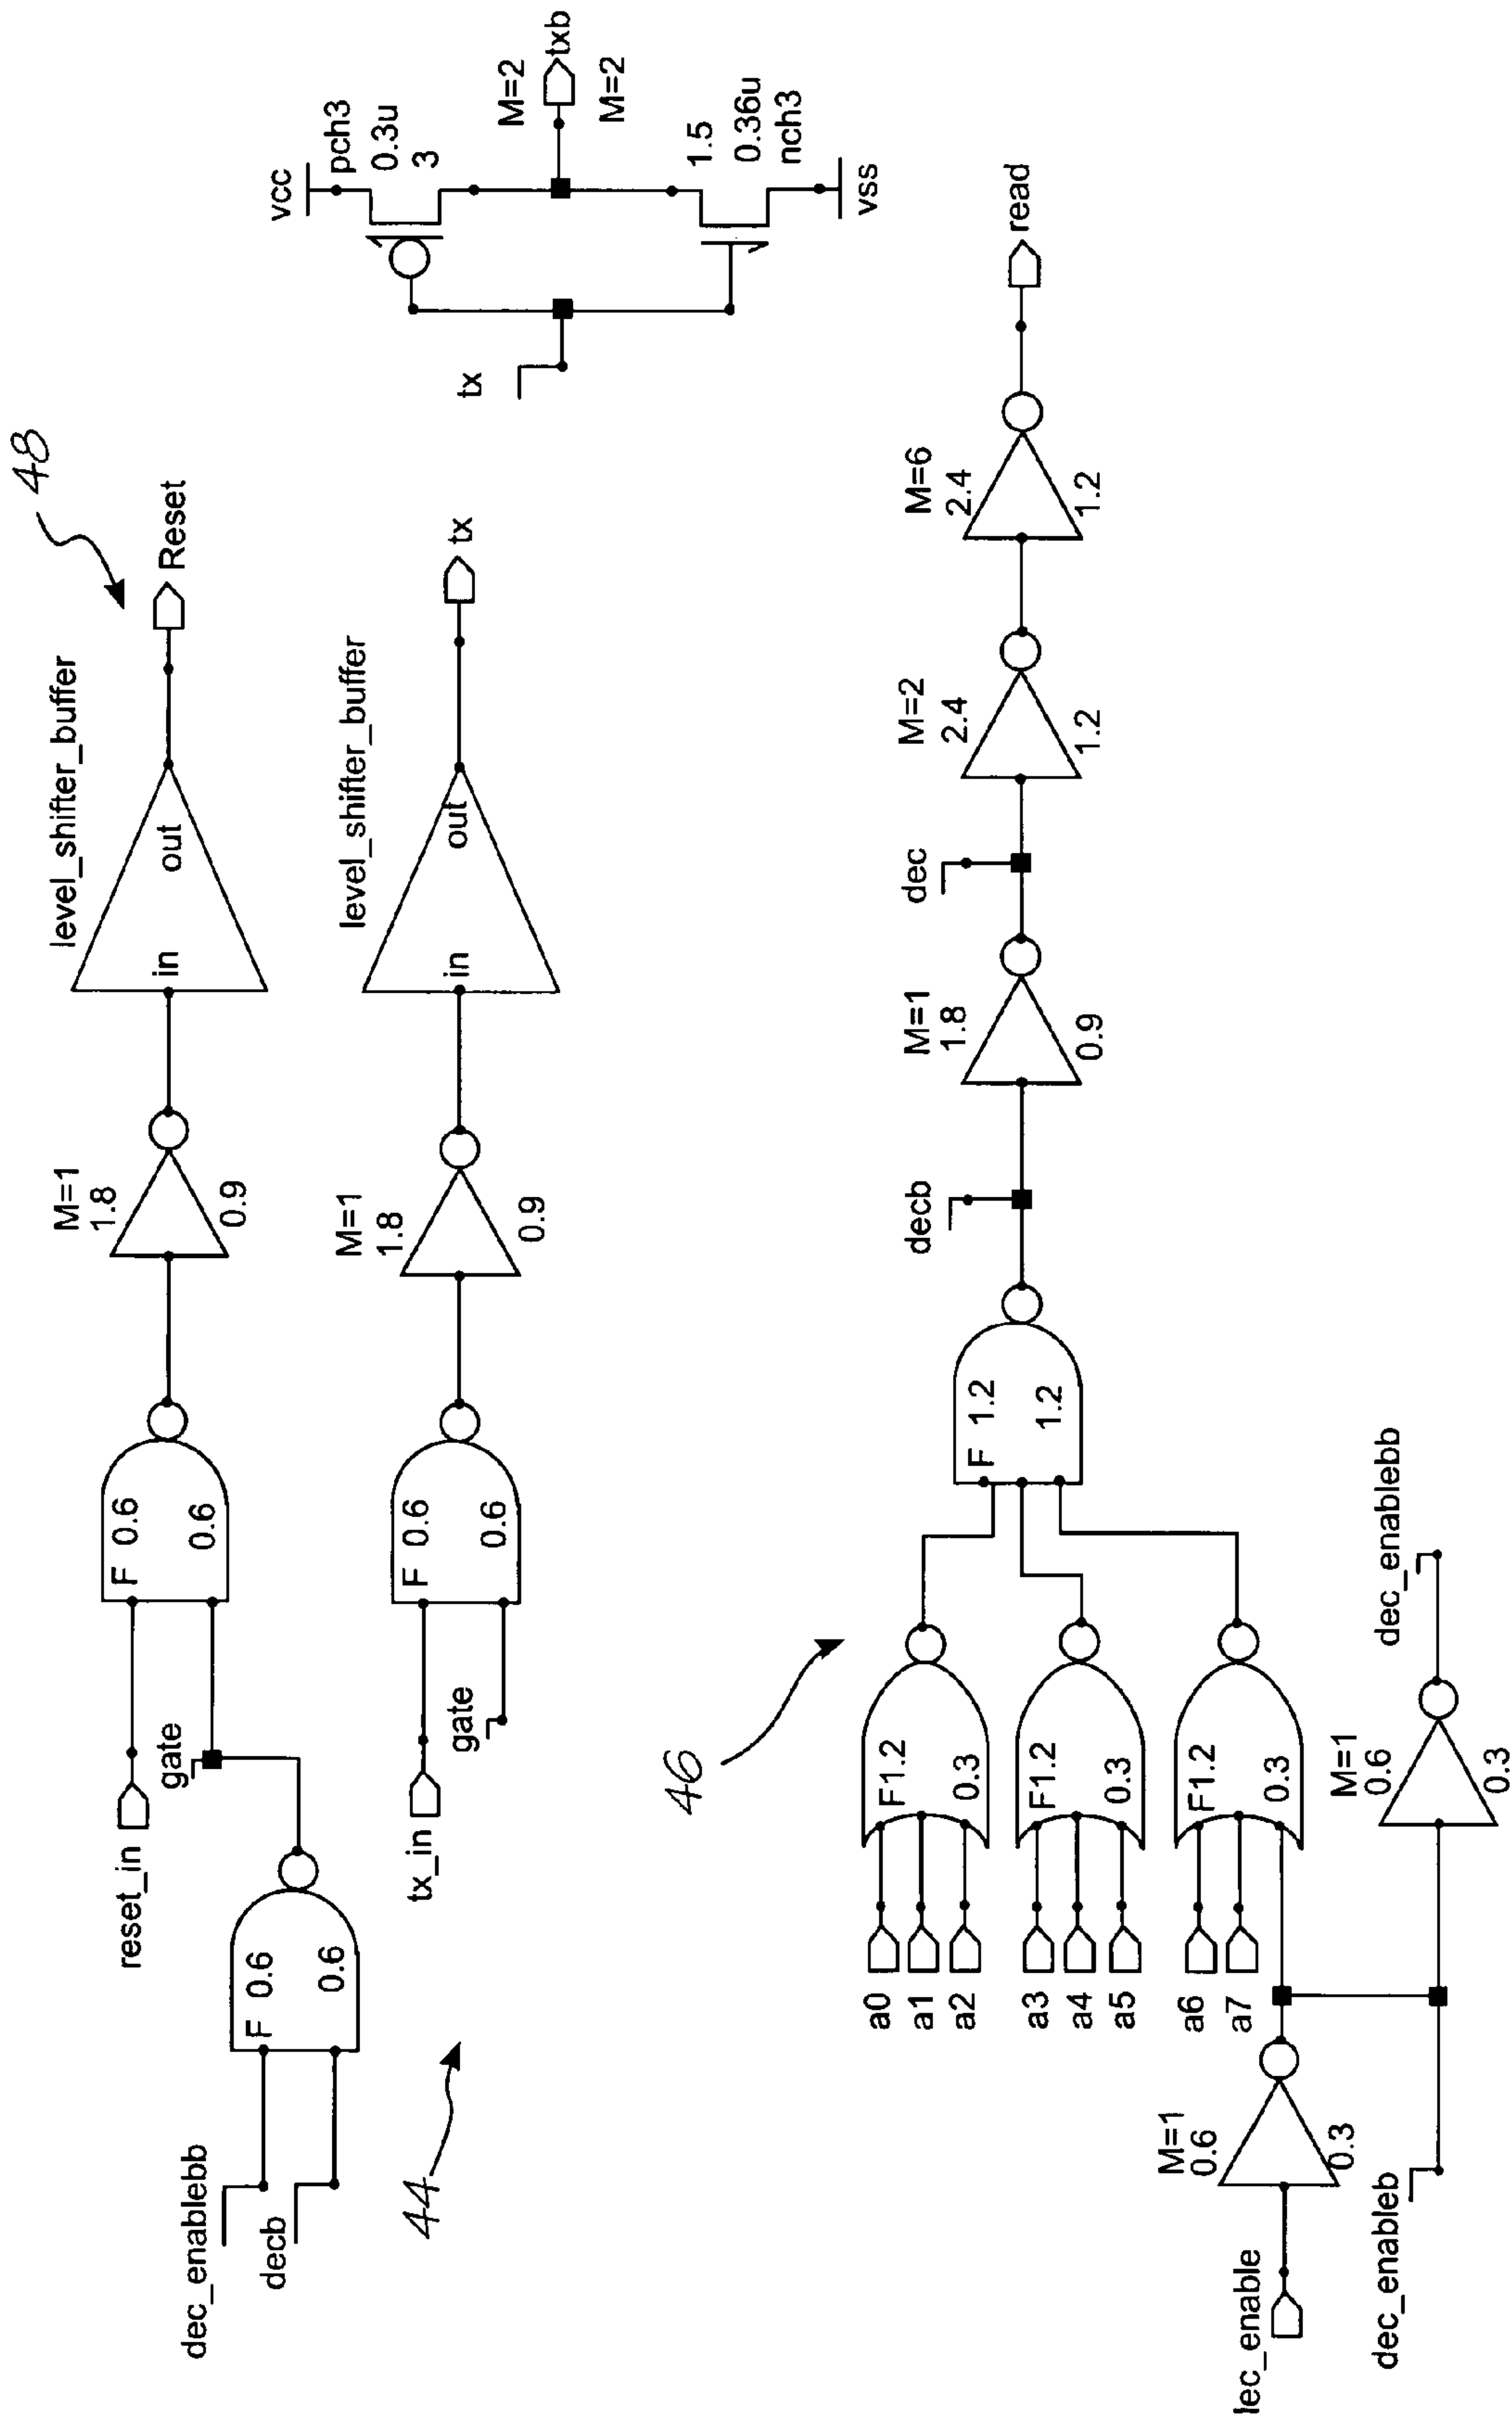 48
level_shifter_buffer
M=1
1.8
0.9
in
out
Reset
reset_in
F 0.6
0.6
gate
dec_enablebb
decb
F 0.6
0.6
44
level_shifter_buffer
M=1
1.8
0.9
in
out
tx
tx_in
gate
F 0.6
0.6
vcc
pch3
0.3u
3
M=2
txb
M=2
tx
1.5
0.36u
nch3
vss
46
a0
a1
a2
F1.2
0.3
a3
a4
a5
F1.2
0.3
a6
a7
F1.2
0.3
F 1.2
1.2
decb
M=1
1.8
0.9
dec
M=2
2.4
1.2
M=6
2.4
1.2
read
lec_enable
M=1
0.6
0.3
dec_enableb
M=1
0.6
0.3
dec_enablebb